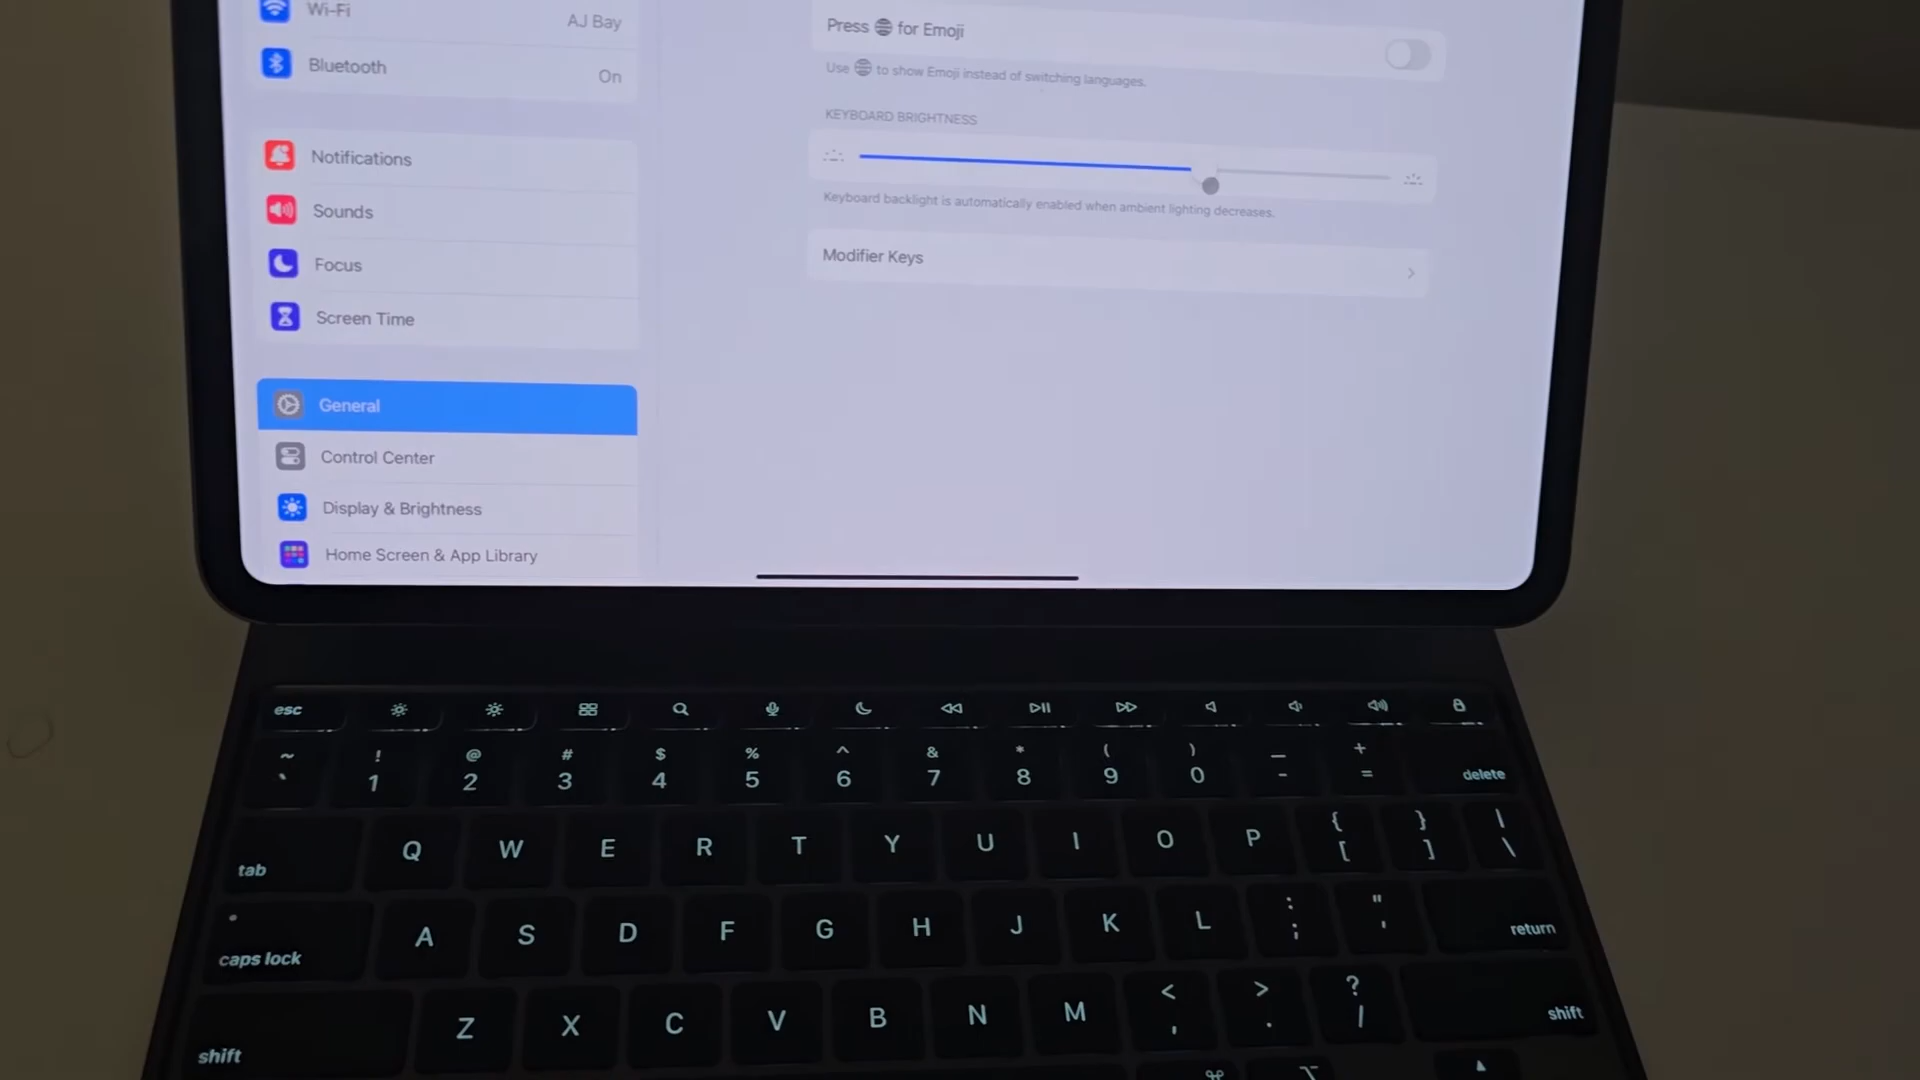 Wi-Fi
AJ Bay
Bluetooth
On
Notifications
Sounds
Focus
Screen Time
General
Control Center
Display & Brightness
Home Screen & App Library
Press for Emoji
Use to show Emoji instead of switching languages.
KEYBOARD BRIGHTNESS
Keyboard backlight is automatically enabled when ambient lighting decreases.
Modifier Keys
esc
~ ! @ # $ % ^ & * ( ) _ +
` 1 2 3 4 5 6 7 8 9 0 - = delete
{ } |
tab Q W E R T Y U I O P [ ] \
: "
caps lock A S D F G H J K L ; ' return
< > ?
shift Z X C V B N M , . / shift
⌘ ⌥